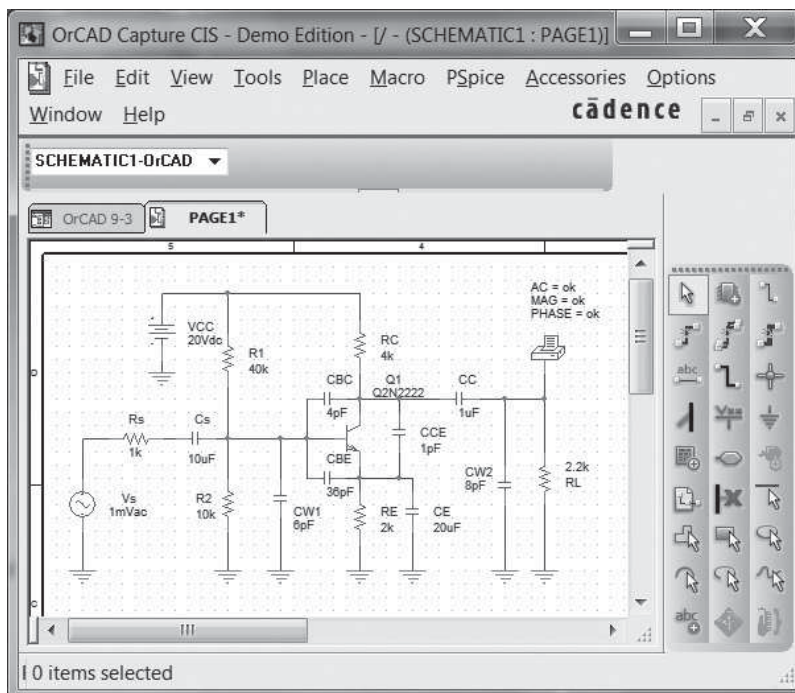 OrCAD Capture CIS - Demo Edition - [/ - (SCHEMATIC1 : PAGE1)]
File Edit View Tools Place Macro PSpice Accessories Options
Window Help
cādence
SCHEMATIC1-OrCAD
OrCAD 9-3
PAGE1*
5
4
AC = ok
MAG = ok
PHASE = ok
VCC
20Vdc
R1
40k
RC
4k
D
CBC
4pF
Q1
Q2N2222
CC
1uF
Rs
1k
Cs
10uF
CCE
1pF
CBE
36pF
CW2
8pF
2.2k
RL
Vs
1mVac
R2
10k
CW1
6pF
RE
2k
CE
20uF
C
abc
abc
0 items selected